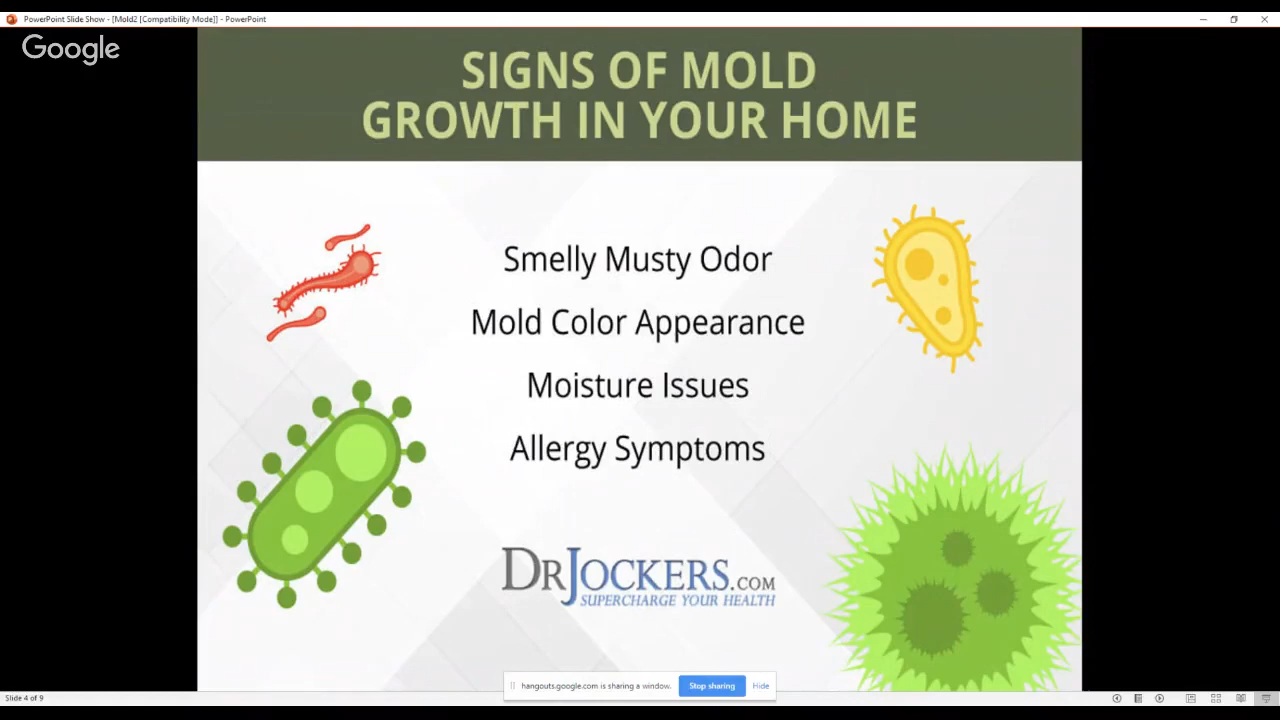 PowerPoint Slide Show - [Mold2 [Compatibility Mode]] - PowerPoint
Google
SIGNS OF MOLD
GROWTH IN YOUR HOME
Smelly Musty Odor
Mold Color Appearance
Moisture Issues
Allergy Symptoms
DRJOCKERS.COM
SUPERCHARGE YOUR HEALTH
hangouts.google.com is sharing a window. Stop sharing Hide
Slide 4 of 9